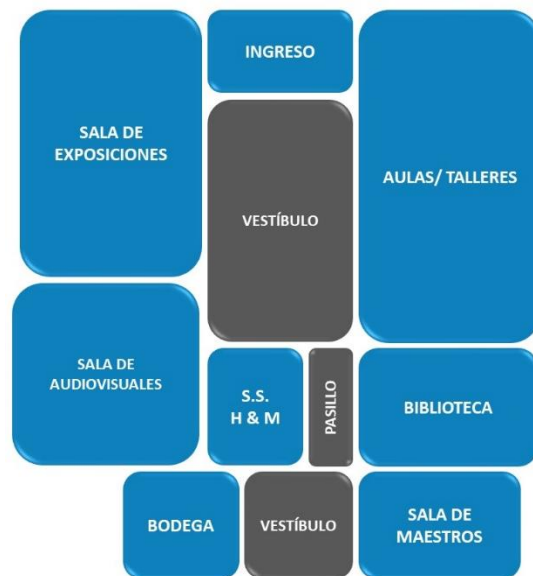 INGRESO
SALA DE
EXPOSICIONES
AULAS/ TALLERES
VESTÍBULO
SALA DE
AUDIOVISUALES
S.S.
H & M
PASILLO
BIBLIOTECA
BODEGA
VESTÍBULO
SALA DE
MAESTROS